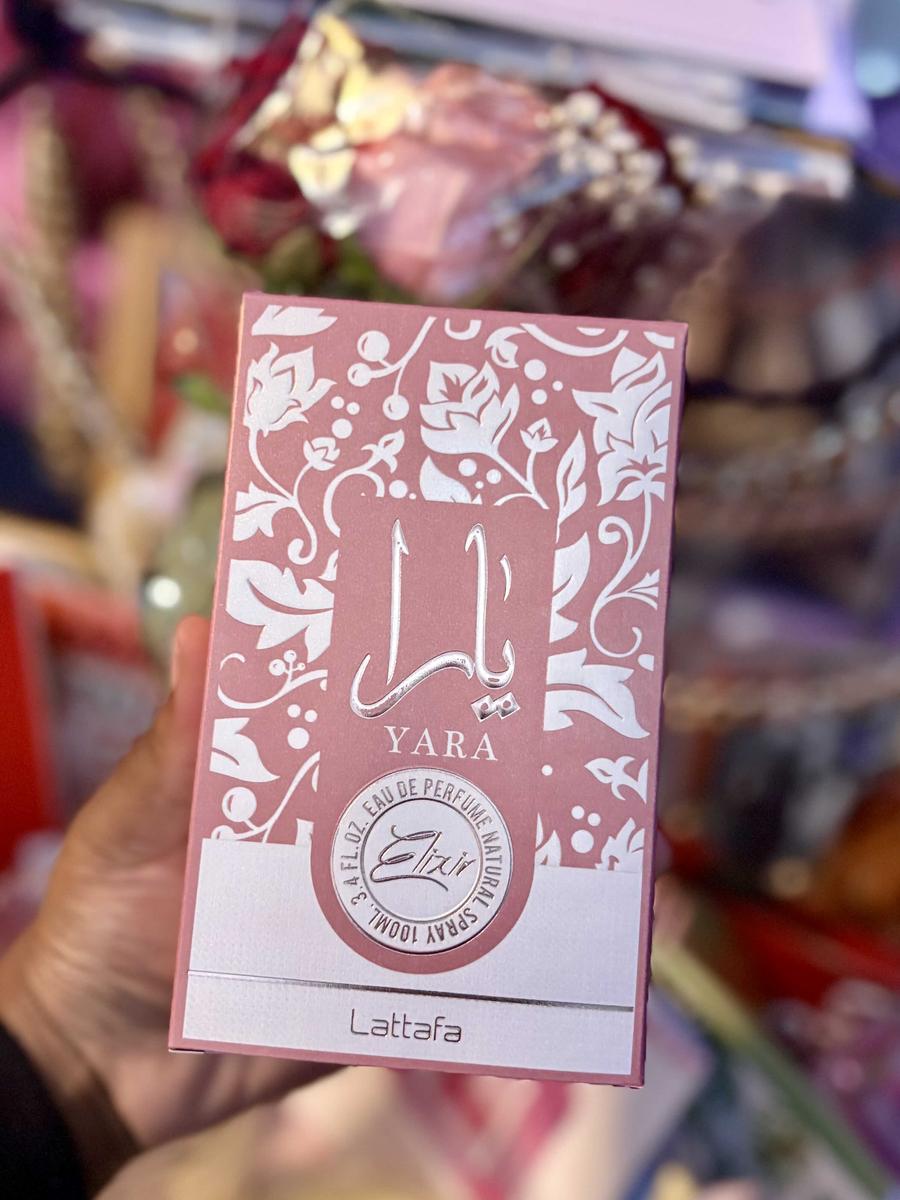 يارا
YARA
3.4 FL.OZ. EAU DE PERFUME NATURAL SPRAY 100ML.
Elixir
Lattafa